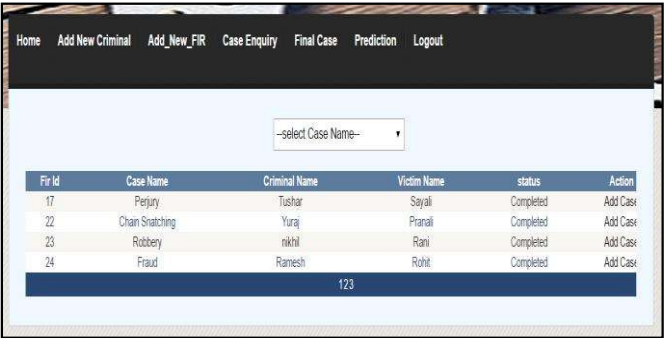 Home Add New Criminal Add_New_FIR Case Enquiry Final Case Prediction Logout
--select Case Name--
Fir Id Case Name Criminal Name Victim Name status Action
17 Perjury Tushar Sayali Completed Add Case
22 Chain Snatching Yuraj Pranali Completed Add Case
23 Robbery nikhil Rani Completed Add Case
24 Fraud Ramesh Rohit Completed Add Case
123